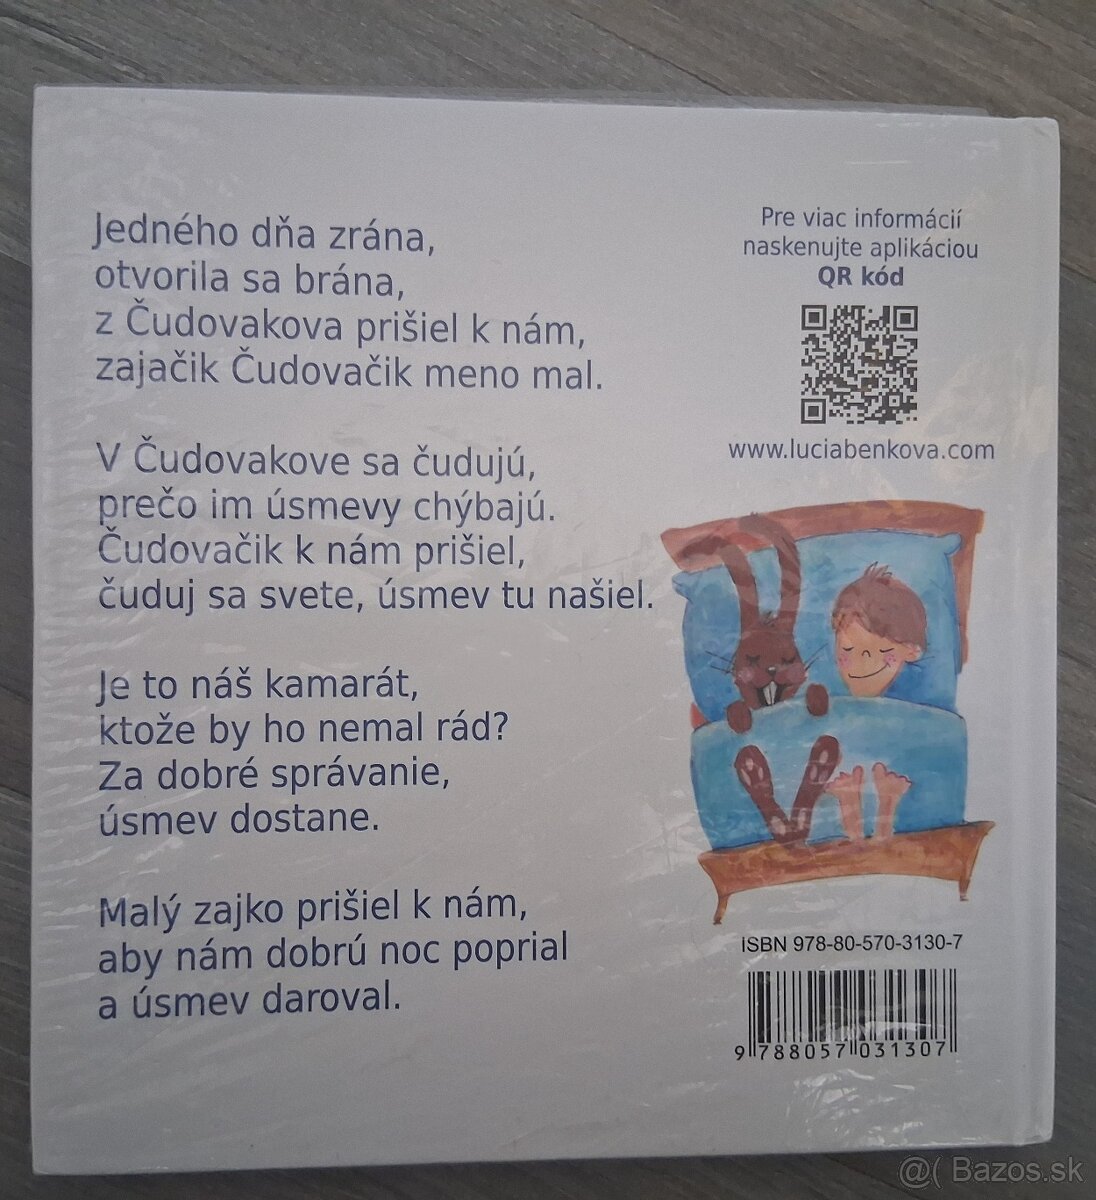 Jedného dňa zrána,
otvorila sa brána,
z Čudovakova prišiel k nám,
zajačik Čudovačik meno mal.
V Čudovakove sa čudujú,
prečo im úsmevy chýbajú.
Čudovačik k nám prišiel,
čuduj sa svete, úsmev tu našiel.
Je to náš kamarát,
ktože by ho nemal rád?
Za dobré správanie,
úsmev dostane.
Malý zajko prišiel k nám,
aby nám dobrú noc poprial
a úsmev daroval.
Pre viac informácií
naskenujte aplikáciou
QR kód
www.luciabenkova.com
ISBN 978-80-570-3130-7
9 788057 031307
@( Bazos.sk